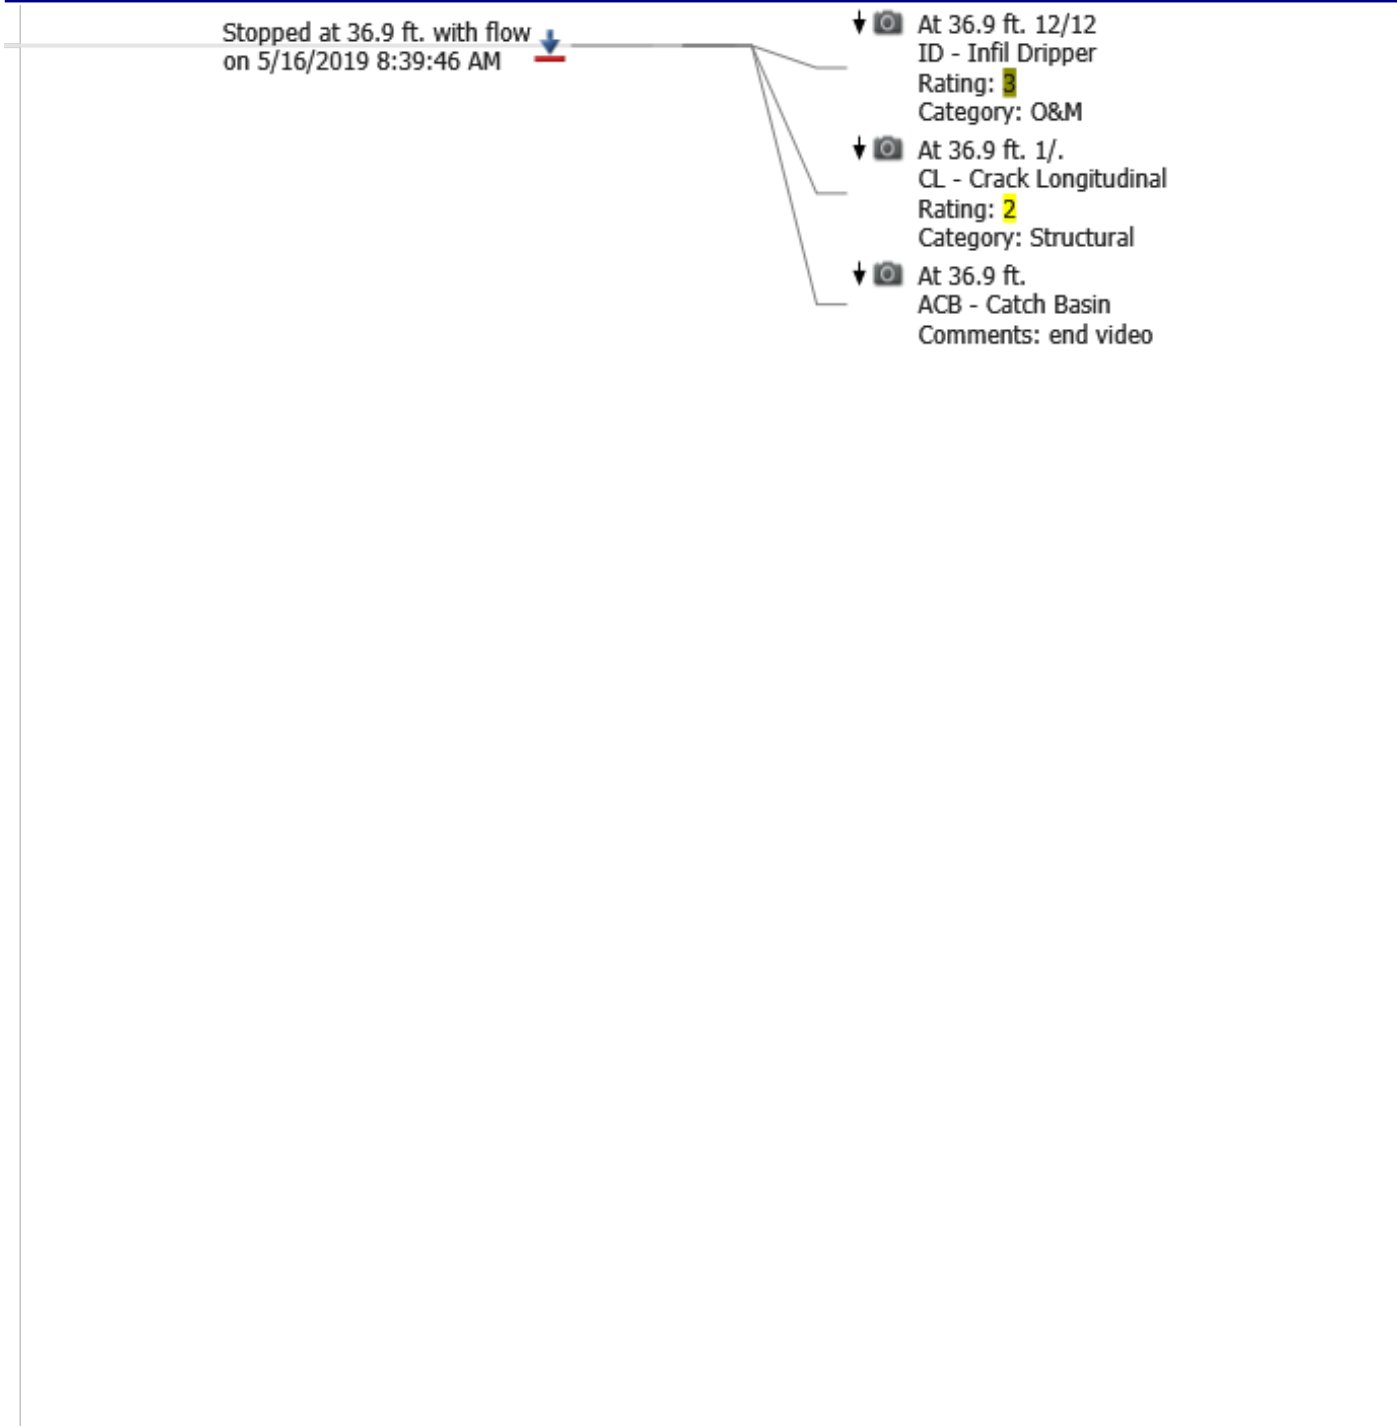 Stopped at 36.9 ft. with flow
on 5/16/2019 8:39:46 AM
At 36.9 ft. 12/12
ID - Infil Dripper
Rating: 3
Category: O&M
At 36.9 ft. 1/.
CL - Crack Longitudinal
Rating: 2
Category: Structural
At 36.9 ft.
ACB - Catch Basin
Comments: end video